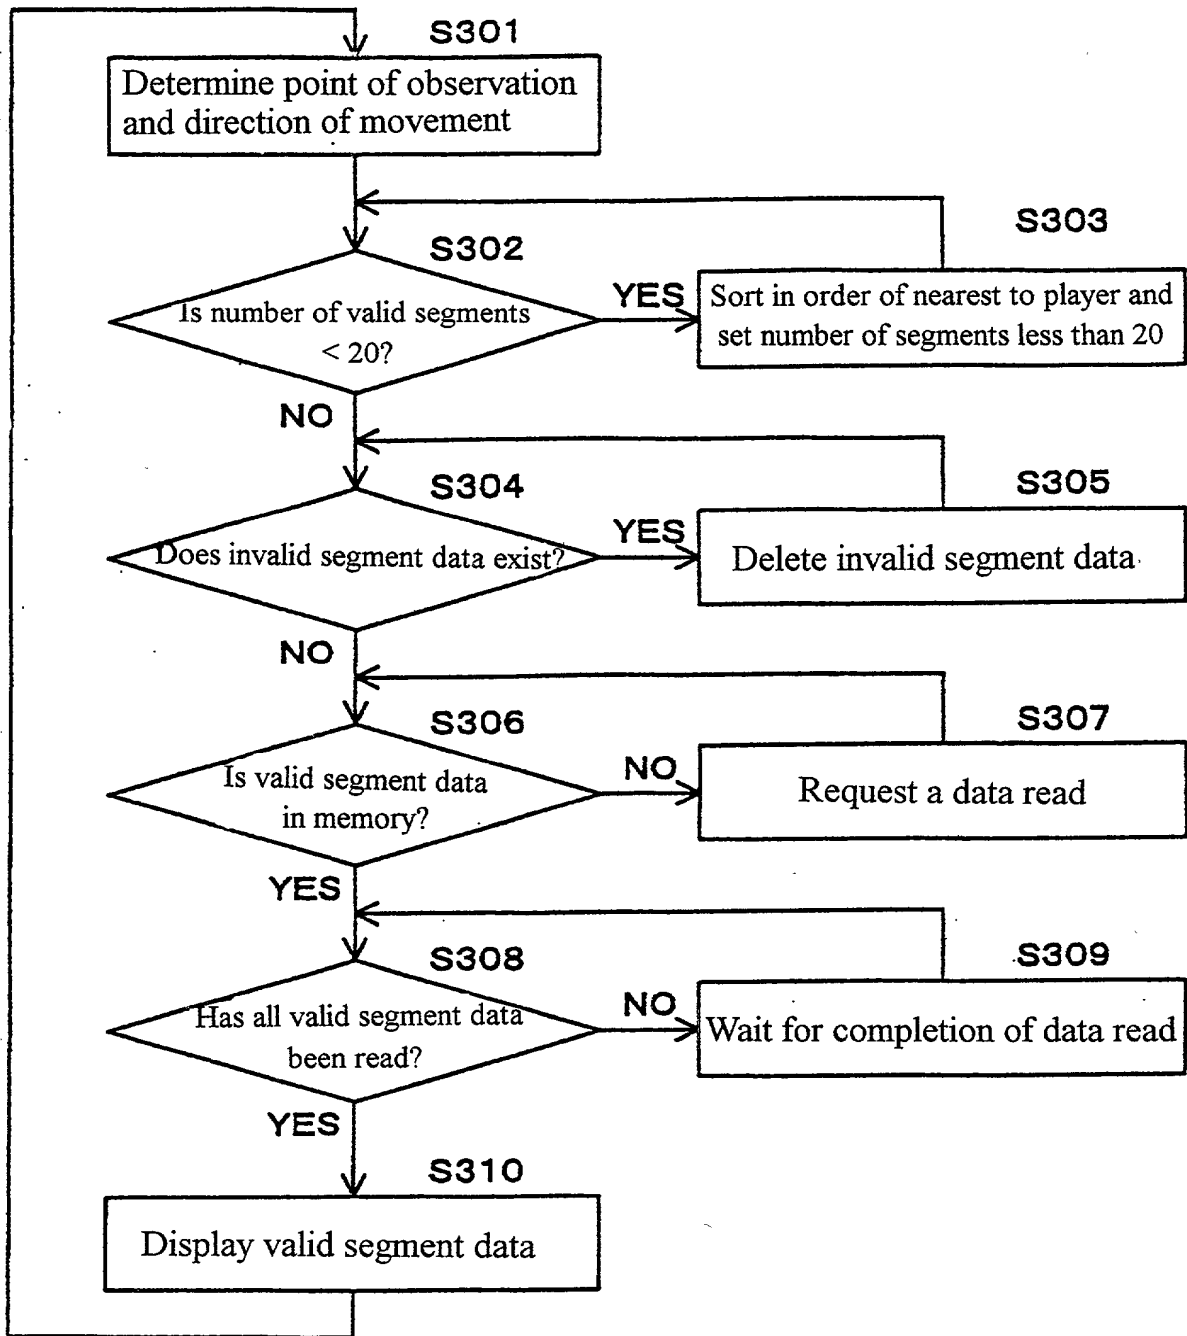 S301
Determine point of observation
and direction of movement
S302
Is number of valid segments
< 20?
YES
S303
Sort in order of nearest to player and
set number of segments less than 20
NO
S304
Does invalid segment data exist?
YES
S305
Delete invalid segment data
NO
S306
Is valid segment data
in memory?
NO
S307
Request a data read
YES
S308
Has all valid segment data
been read?
NO
S309
Wait for completion of data read
YES
S310
Display valid segment data